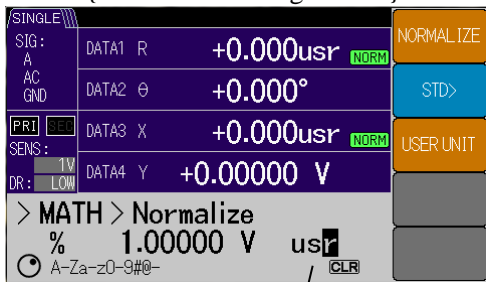 SINGLE
SIG:
A
AC
GND
PRI SEC
SENS:
1V
DR: LOW
DATA1 R +0.000usr NORM
DATA2 θ +0.000°
DATA3 X +0.000usr NORM
DATA4 Y +0.00000 V
> MATH > Normalize
% 1.00000 V usr
A-Za-z0-9#@-
/ CLR
NORMALIZE
STD>
USER UNIT